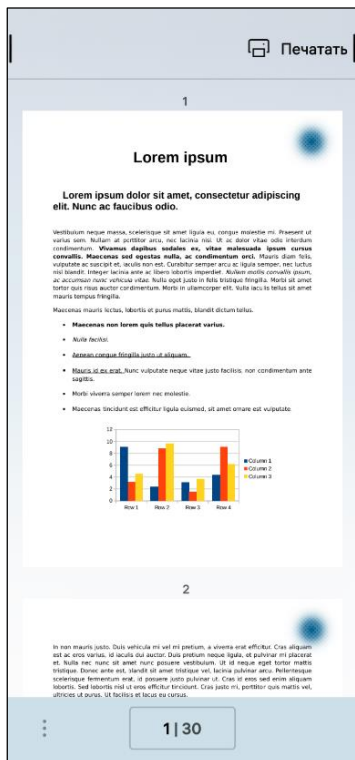 Печатать
1
Lorem ipsum
Lorem ipsum dolor sit amet, consectetur adipiscing
elit. Nunc ac faucibus odio.
Vestibulum neque massa, scelerisque sit amet ligula eu, congue molestie mi. Praesent ut
varius sem. Nullam at porttitor arcu, nec lacinia nisi. Ut ac dolor vitae odio interdum
condimentum. Vivamus dapibus sodales ex, vitae malesuada ipsum cursus
convallis. Maecenas sed egestas nulla, ac condimentum orci. Mauris diam felis,
vulputate ac suscipit et, iaculis non est. Curabitur semper arcu ac ligula semper, nec luctus
nisl blandit. Integer lacinia ante ac libero lobortis imperdiet. Nullam mollis convallis ipsum,
ac accumsan nunc vehicula vitae. Nulla eget justo in felis tristique fringilla. Morbi sit amet
tortor quis risus auctor condimentum. Morbi in ullamcorper elit. Nulla iaculis tellus sit amet
mauris tempus fringilla.
Maecenas mauris lectus, lobortis et purus mattis, blandit dictum tellus.
• Maecenas non lorem quis tellus placerat varius.
• Nulla facilisi.
• Aenean congue fringilla justo ut aliquam.
• Mauris id ex erat. Nunc vulputate neque vitae justo facilisis, non condimentum ante
sagittis.
• Morbi viverra semper lorem nec molestie.
• Maecenas tincidunt est efficitur ligula euismod, sit amet ornare est vulputate.
12
10
8
6
4
2
0
Row 1 Row 2 Row 3 Row 4
Column 1
Column 2
Column 3
2
In non mauris justo. Duis vehicula mi vel mi pretium, a viverra erat efficitur. Cras aliquam
est ac eros varius, id iaculis dui auctor. Duis pretium neque ligula, et pulvinar mi placerat
et. Nulla nec nunc sit amet nunc posuere vestibulum. Ut id neque eget tortor mattis
tristique. Donec ante est, blandit sit amet tristique vel, lacinia pulvinar arcu. Pellentesque
scelerisque fermentum erat, id posuere justo pulvinar ut. Cras id eros sed enim aliquam
lobortis. Sed lobortis nisl ut eros efficitur tincidunt. Cras justo mi, porttitor quis mattis vel,
ultricies ut purus. Ut facilisis et lacus eu cursus.
1 | 30